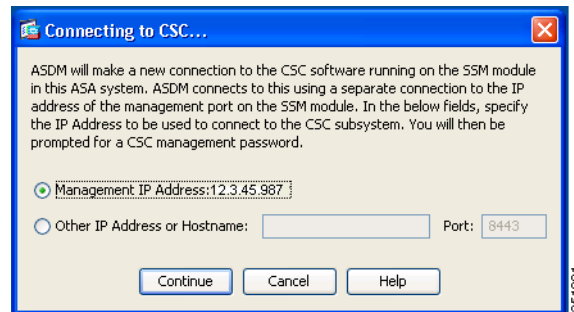 Connecting to CSC...
ASDM will make a new connection to the CSC software running on the SSM module
in this ASA system. ASDM connects to this using a separate connection to the IP
address of the management port on the SSM module. In the below fields, specify
the IP Address to be used to connect to the CSC subsystem. You will then be
prompted for a CSC management password.
Management IP Address:12.3.45.987
Other IP Address or Hostname: Port: 8443
Continue Cancel Help